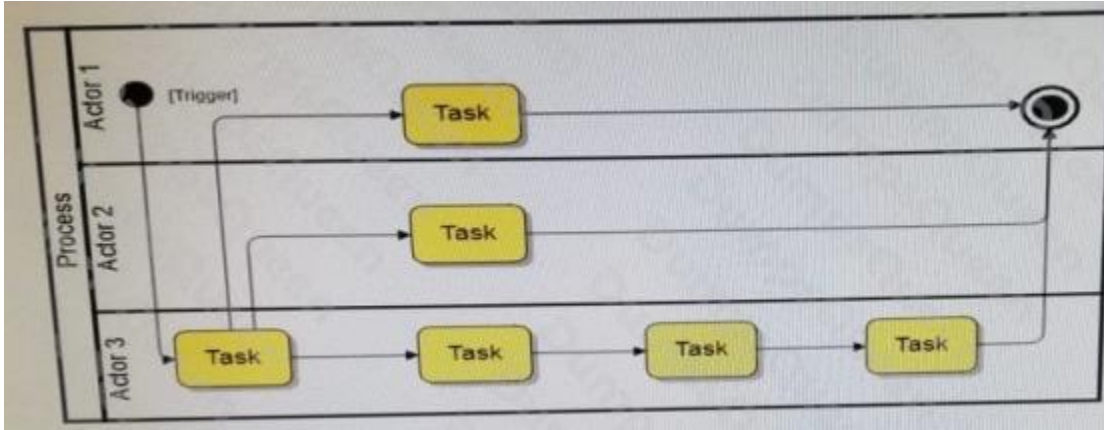 Process
Actor 1
[Trigger]
Task
Actor 2
Task
Actor 3
Task
Task
Task
Task